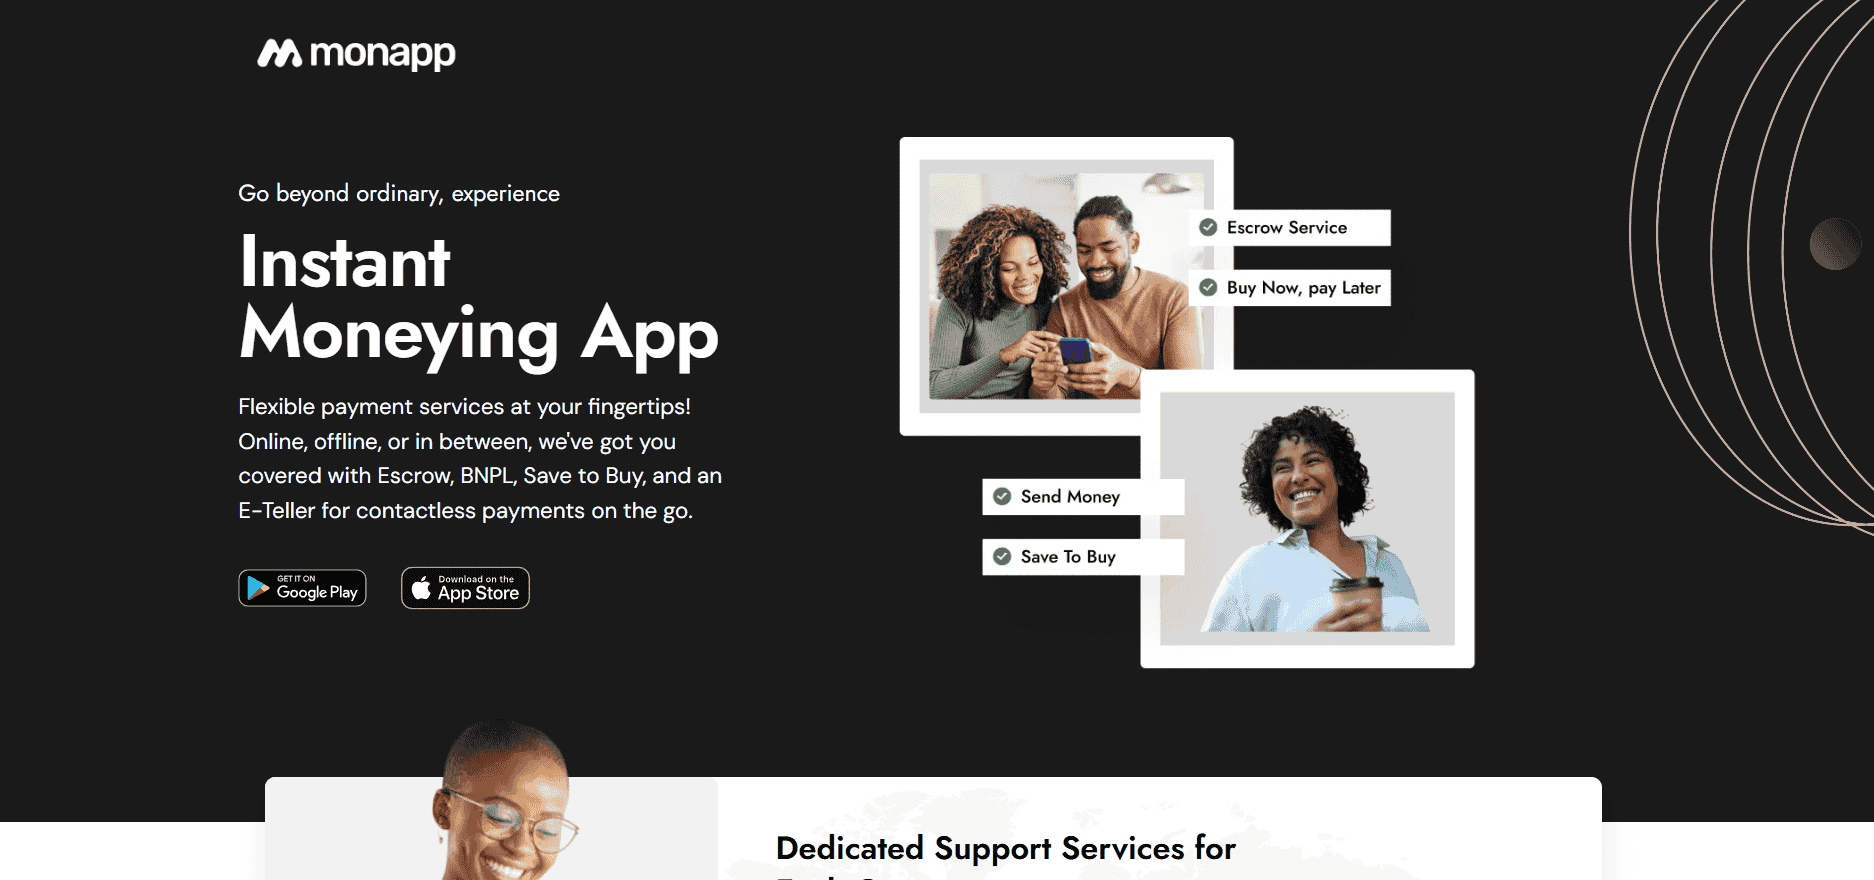 monapp
Go beyond ordinary, experience
Instant
Moneying App
Flexible payment services at your fingertips!
Online, offline, or in between, we've got you
covered with Escrow, BNPL, Save to Buy, and an
E-Teller for contactless payments on the go.
GET IT ON
Google Play
Download on the
App Store
Escrow Service
Buy Now, pay Later
Send Money
Save To Buy
Dedicated Support Services for